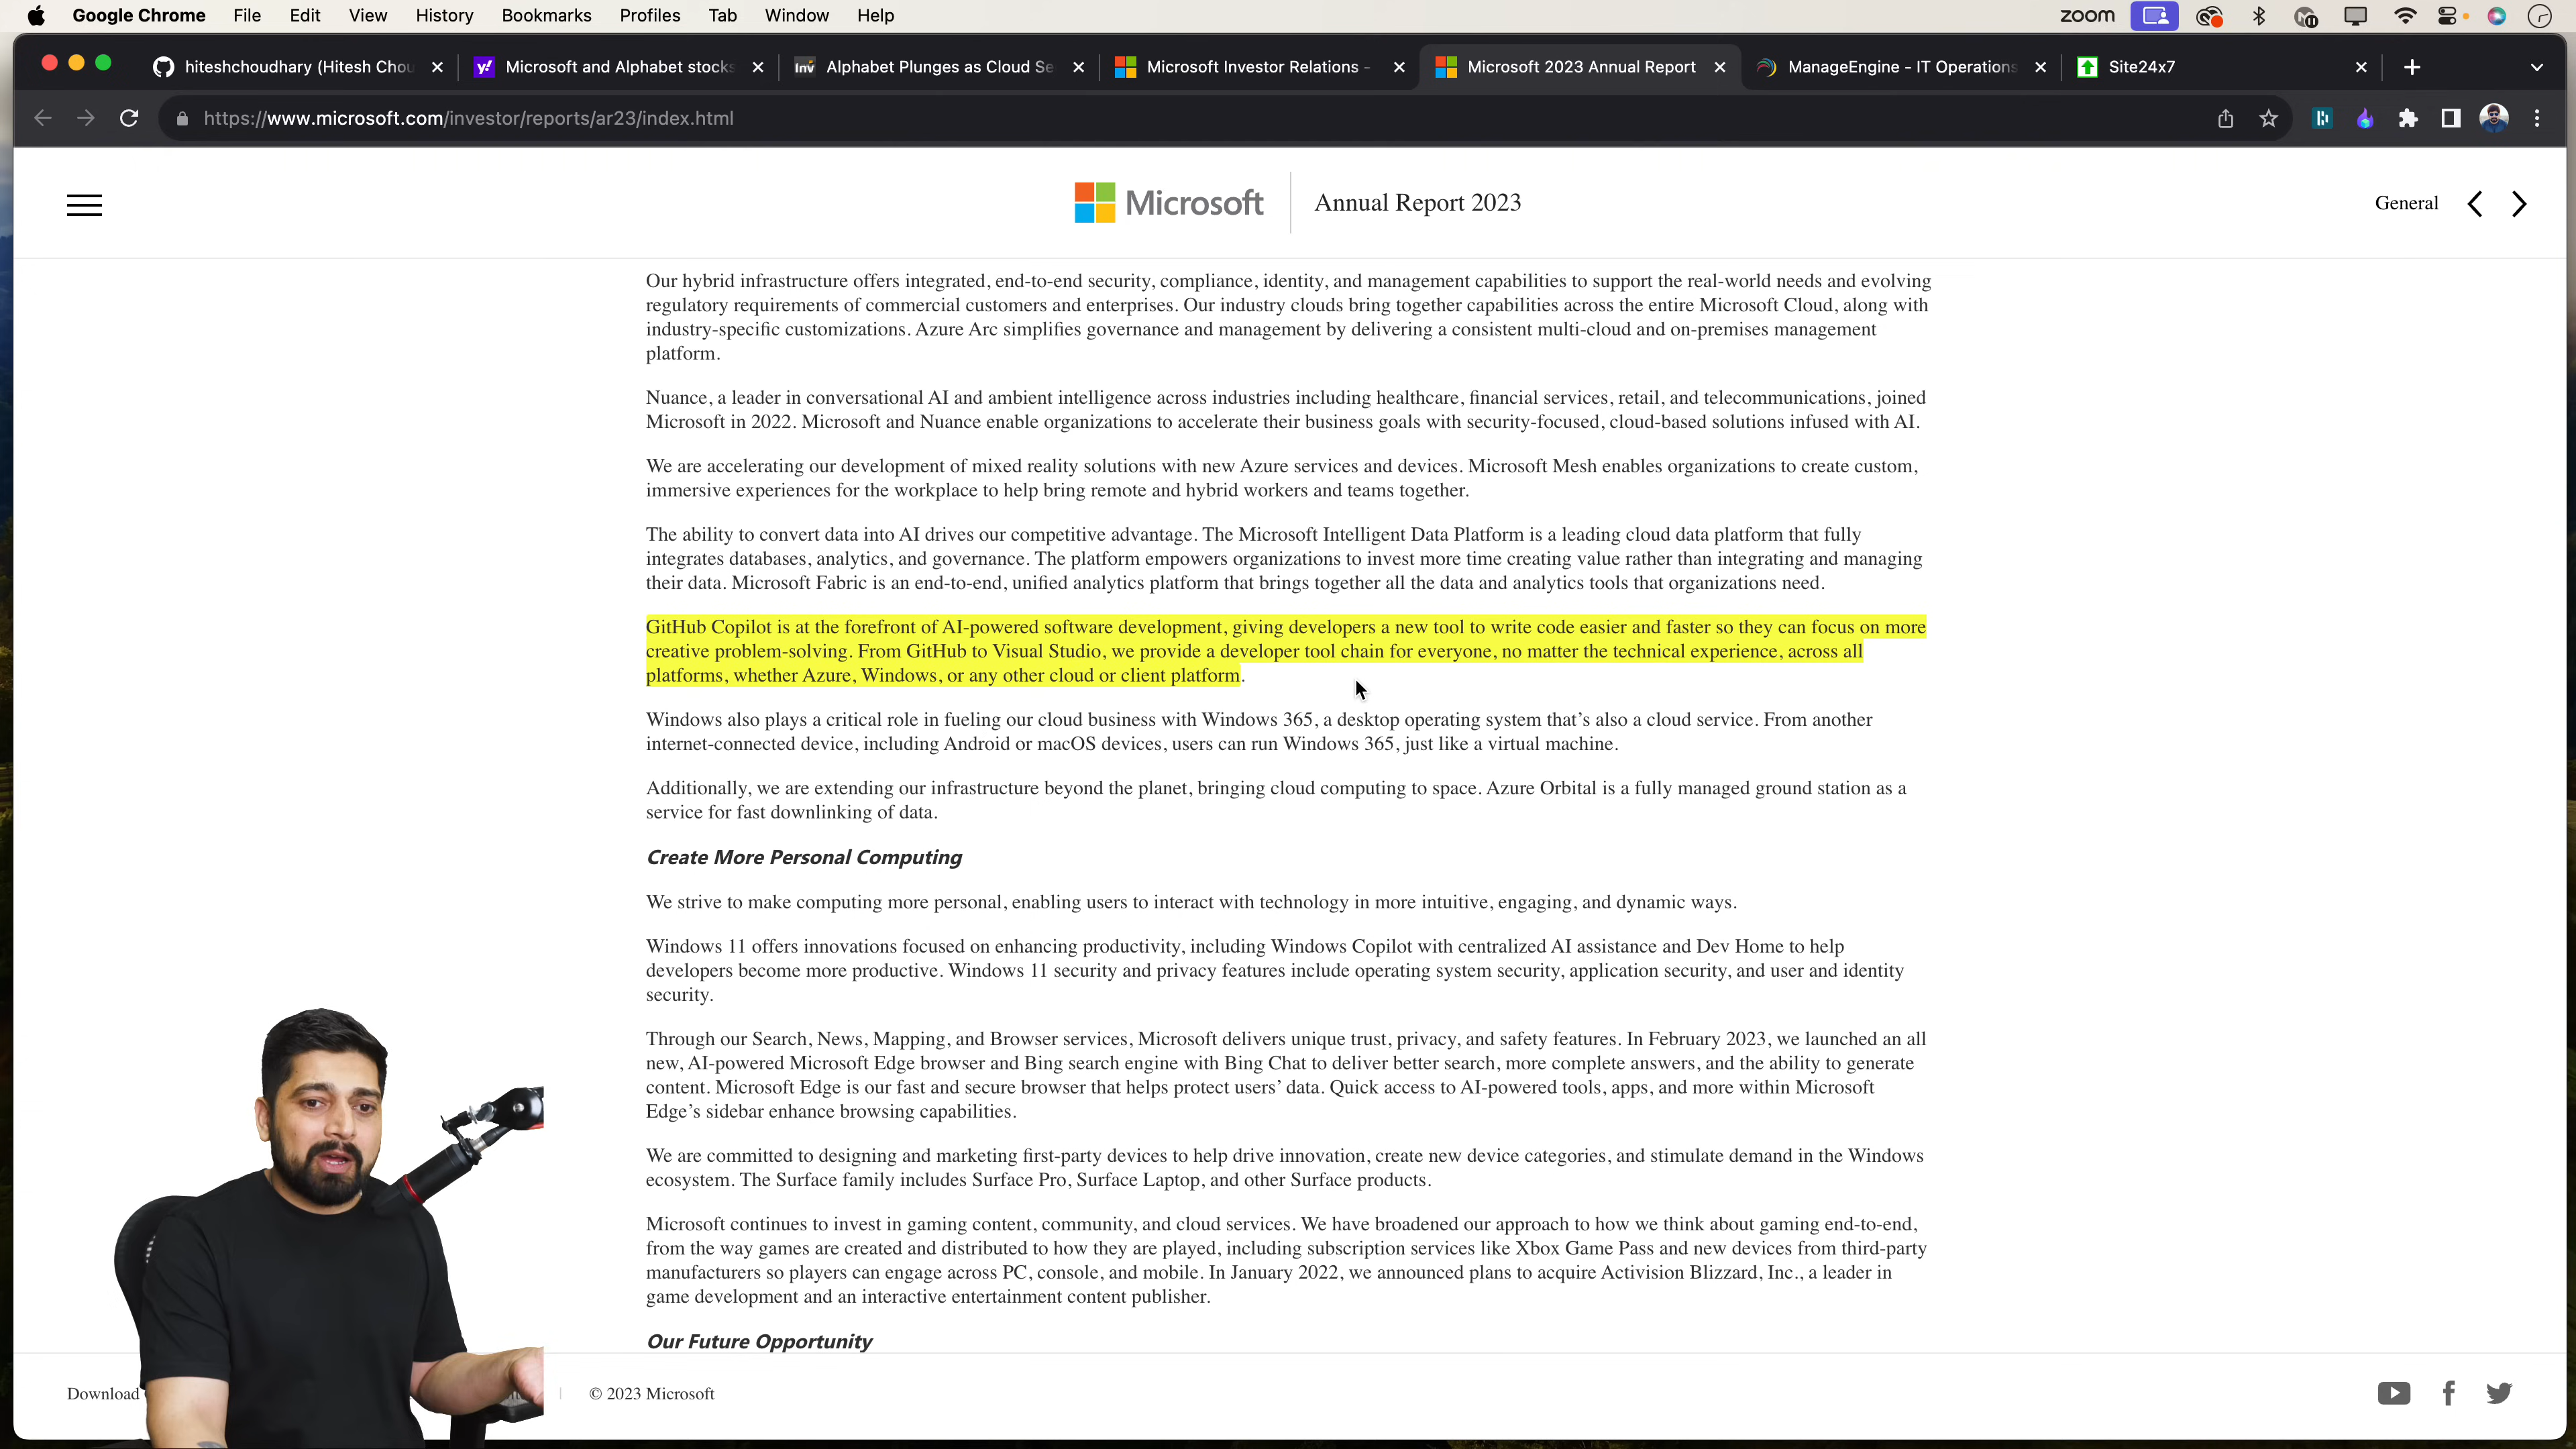 Google Chrome File Edit View History Bookmarks Profiles Tab Window Help zoom
hiteshchoudhary (Hitesh Chou Microsoft and Alphabet stocks Inv Alphabet Plunges as Cloud Se Microsoft Investor Relations - Microsoft 2023 Annual Report ManageEngine - IT Operations Site24x7
https://www.microsoft.com/investor/reports/ar23/index.html
Microsoft Annual Report 2023 General
Our hybrid infrastructure offers integrated, end-to-end security, compliance, identity, and management capabilities to support the real-world needs and evolving
regulatory requirements of commercial customers and enterprises. Our industry clouds bring together capabilities across the entire Microsoft Cloud, along with
industry-specific customizations. Azure Arc simplifies governance and management by delivering a consistent multi-cloud and on-premises management
platform.
Nuance, a leader in conversational AI and ambient intelligence across industries including healthcare, financial services, retail, and telecommunications, joined
Microsoft in 2022. Microsoft and Nuance enable organizations to accelerate their business goals with security-focused, cloud-based solutions infused with AI.
We are accelerating our development of mixed reality solutions with new Azure services and devices. Microsoft Mesh enables organizations to create custom,
immersive experiences for the workplace to help bring remote and hybrid workers and teams together.
The ability to convert data into AI drives our competitive advantage. The Microsoft Intelligent Data Platform is a leading cloud data platform that fully
integrates databases, analytics, and governance. The platform empowers organizations to invest more time creating value rather than integrating and managing
their data. Microsoft Fabric is an end-to-end, unified analytics platform that brings together all the data and analytics tools that organizations need.
GitHub Copilot is at the forefront of AI-powered software development, giving developers a new tool to write code easier and faster so they can focus on more
creative problem-solving. From GitHub to Visual Studio, we provide a developer tool chain for everyone, no matter the technical experience, across all
platforms, whether Azure, Windows, or any other cloud or client platform.
Windows also plays a critical role in fueling our cloud business with Windows 365, a desktop operating system that's also a cloud service. From another
internet-connected device, including Android or macOS devices, users can run Windows 365, just like a virtual machine.
Additionally, we are extending our infrastructure beyond the planet, bringing cloud computing to space. Azure Orbital is a fully managed ground station as a
service for fast downlinking of data.
Create More Personal Computing
We strive to make computing more personal, enabling users to interact with technology in more intuitive, engaging, and dynamic ways.
Windows 11 offers innovations focused on enhancing productivity, including Windows Copilot with centralized AI assistance and Dev Home to help
developers become more productive. Windows 11 security and privacy features include operating system security, application security, and user and identity
security.
Through our Search, News, Mapping, and Browser services, Microsoft delivers unique trust, privacy, and safety features. In February 2023, we launched an all
new, AI-powered Microsoft Edge browser and Bing search engine with Bing Chat to deliver better search, more complete answers, and the ability to generate
content. Microsoft Edge is our fast and secure browser that helps protect users' data. Quick access to AI-powered tools, apps, and more within Microsoft
Edge's sidebar enhance browsing capabilities.
We are committed to designing and marketing first-party devices to help drive innovation, create new device categories, and stimulate demand in the Windows
ecosystem. The Surface family includes Surface Pro, Surface Laptop, and other Surface products.
Microsoft continues to invest in gaming content, community, and cloud services. We have broadened our approach to how we think about gaming end-to-end,
from the way games are created and distributed to how they are played, including subscription services like Xbox Game Pass and new devices from third-party
manufacturers so players can engage across PC, console, and mobile. In January 2022, we announced plans to acquire Activision Blizzard, Inc., a leader in
game development and an interactive entertainment content publisher.
Our Future Opportunity
Download © 2023 Microsoft